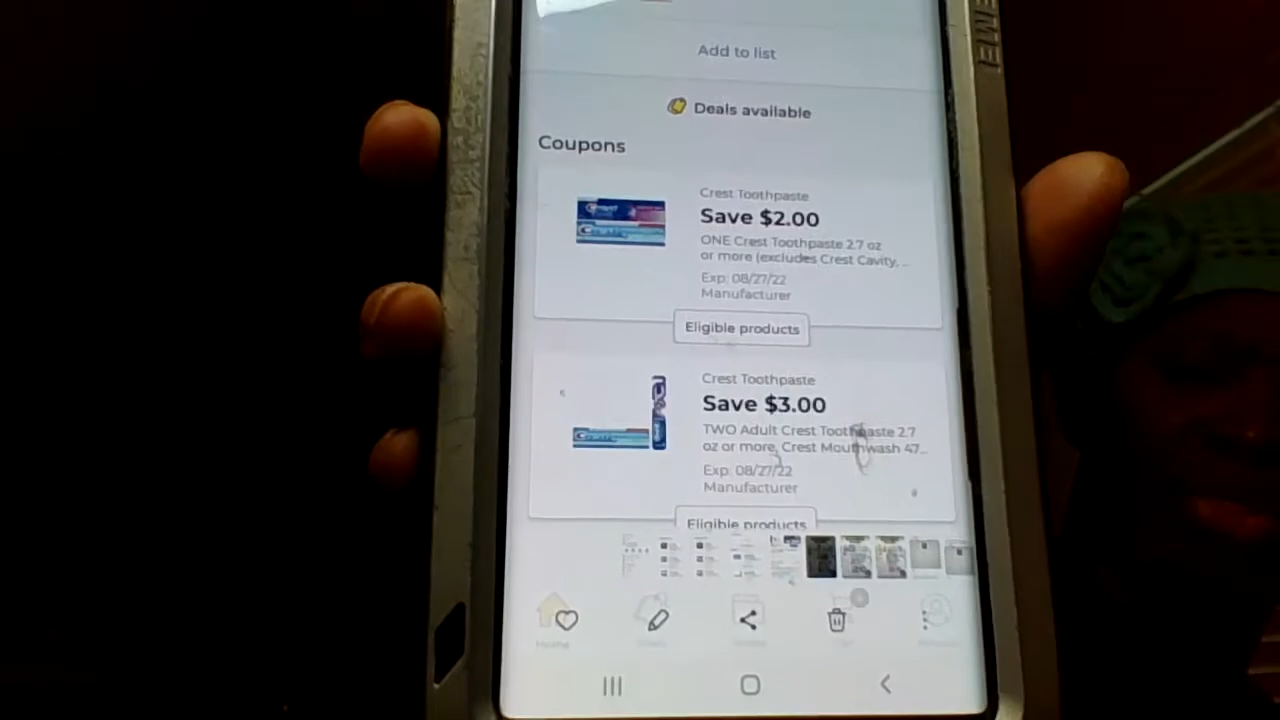 Add to list
Deals available
Coupons
Crest Toothpaste
Save $2.00
ONE Crest Toothpaste 2.7 oz
or more (excludes Crest Cavity, ...
Exp: 08/27/22
Manufacturer
Eligible products
Crest Toothpaste
Save $3.00
TWO Adult Crest Toothpaste 2.7
oz or more, Crest Mouthwash 47...
Exp: 08/27/22
Manufacturer
Eligible products
Home